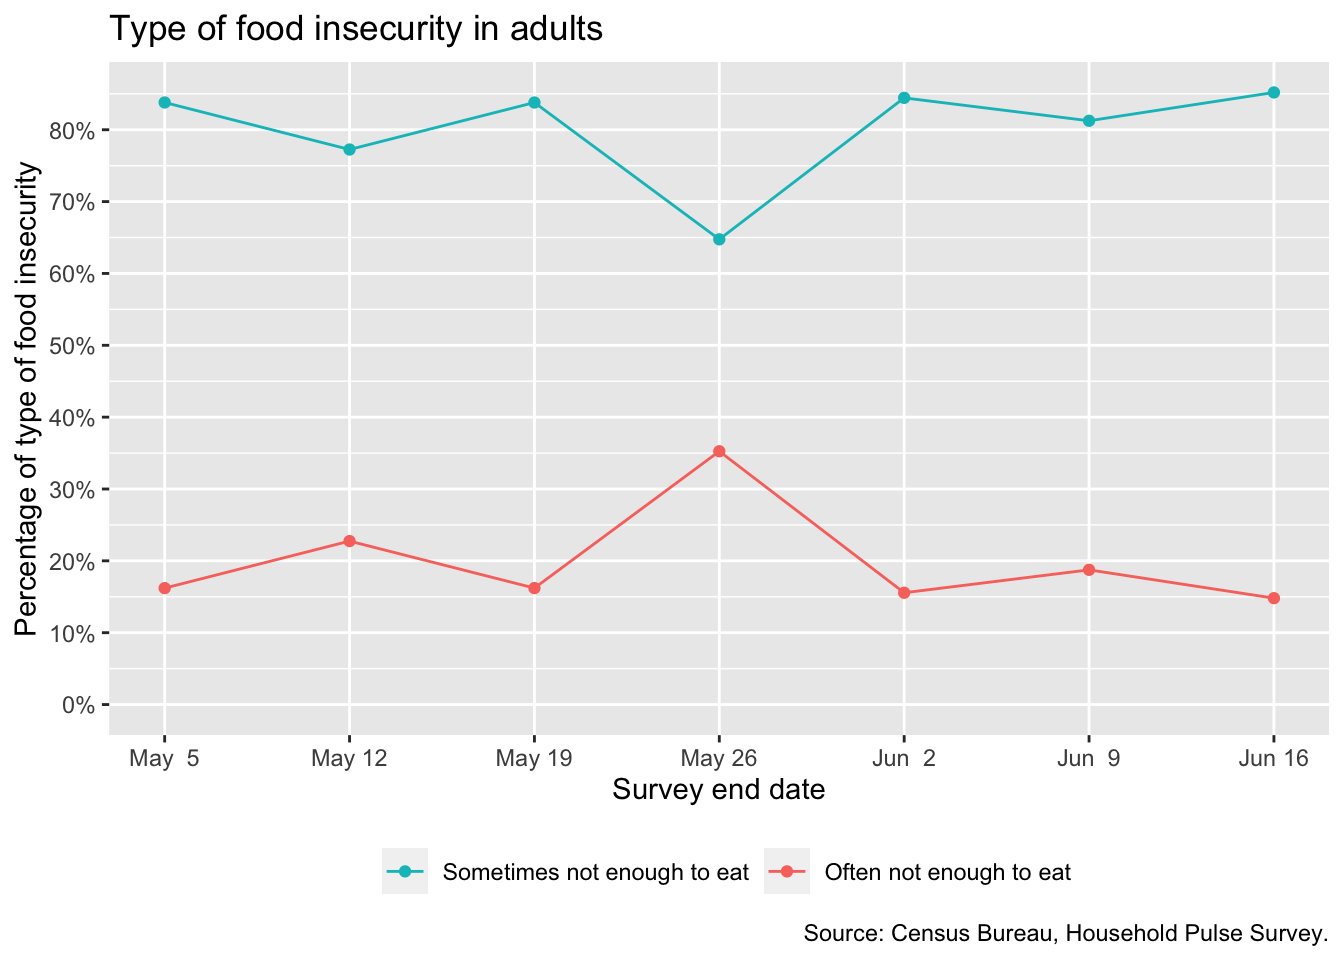 Type of food insecurity in adults
Percentage of type of food insecurity
80%
70%
60%
50%
40%
30%
20%
10%
0%
May  5 May 12 May 19 May 26 Jun  2 Jun  9 Jun 16
Survey end date
Sometimes not enough to eat Often not enough to eat
Source: Census Bureau, Household Pulse Survey.